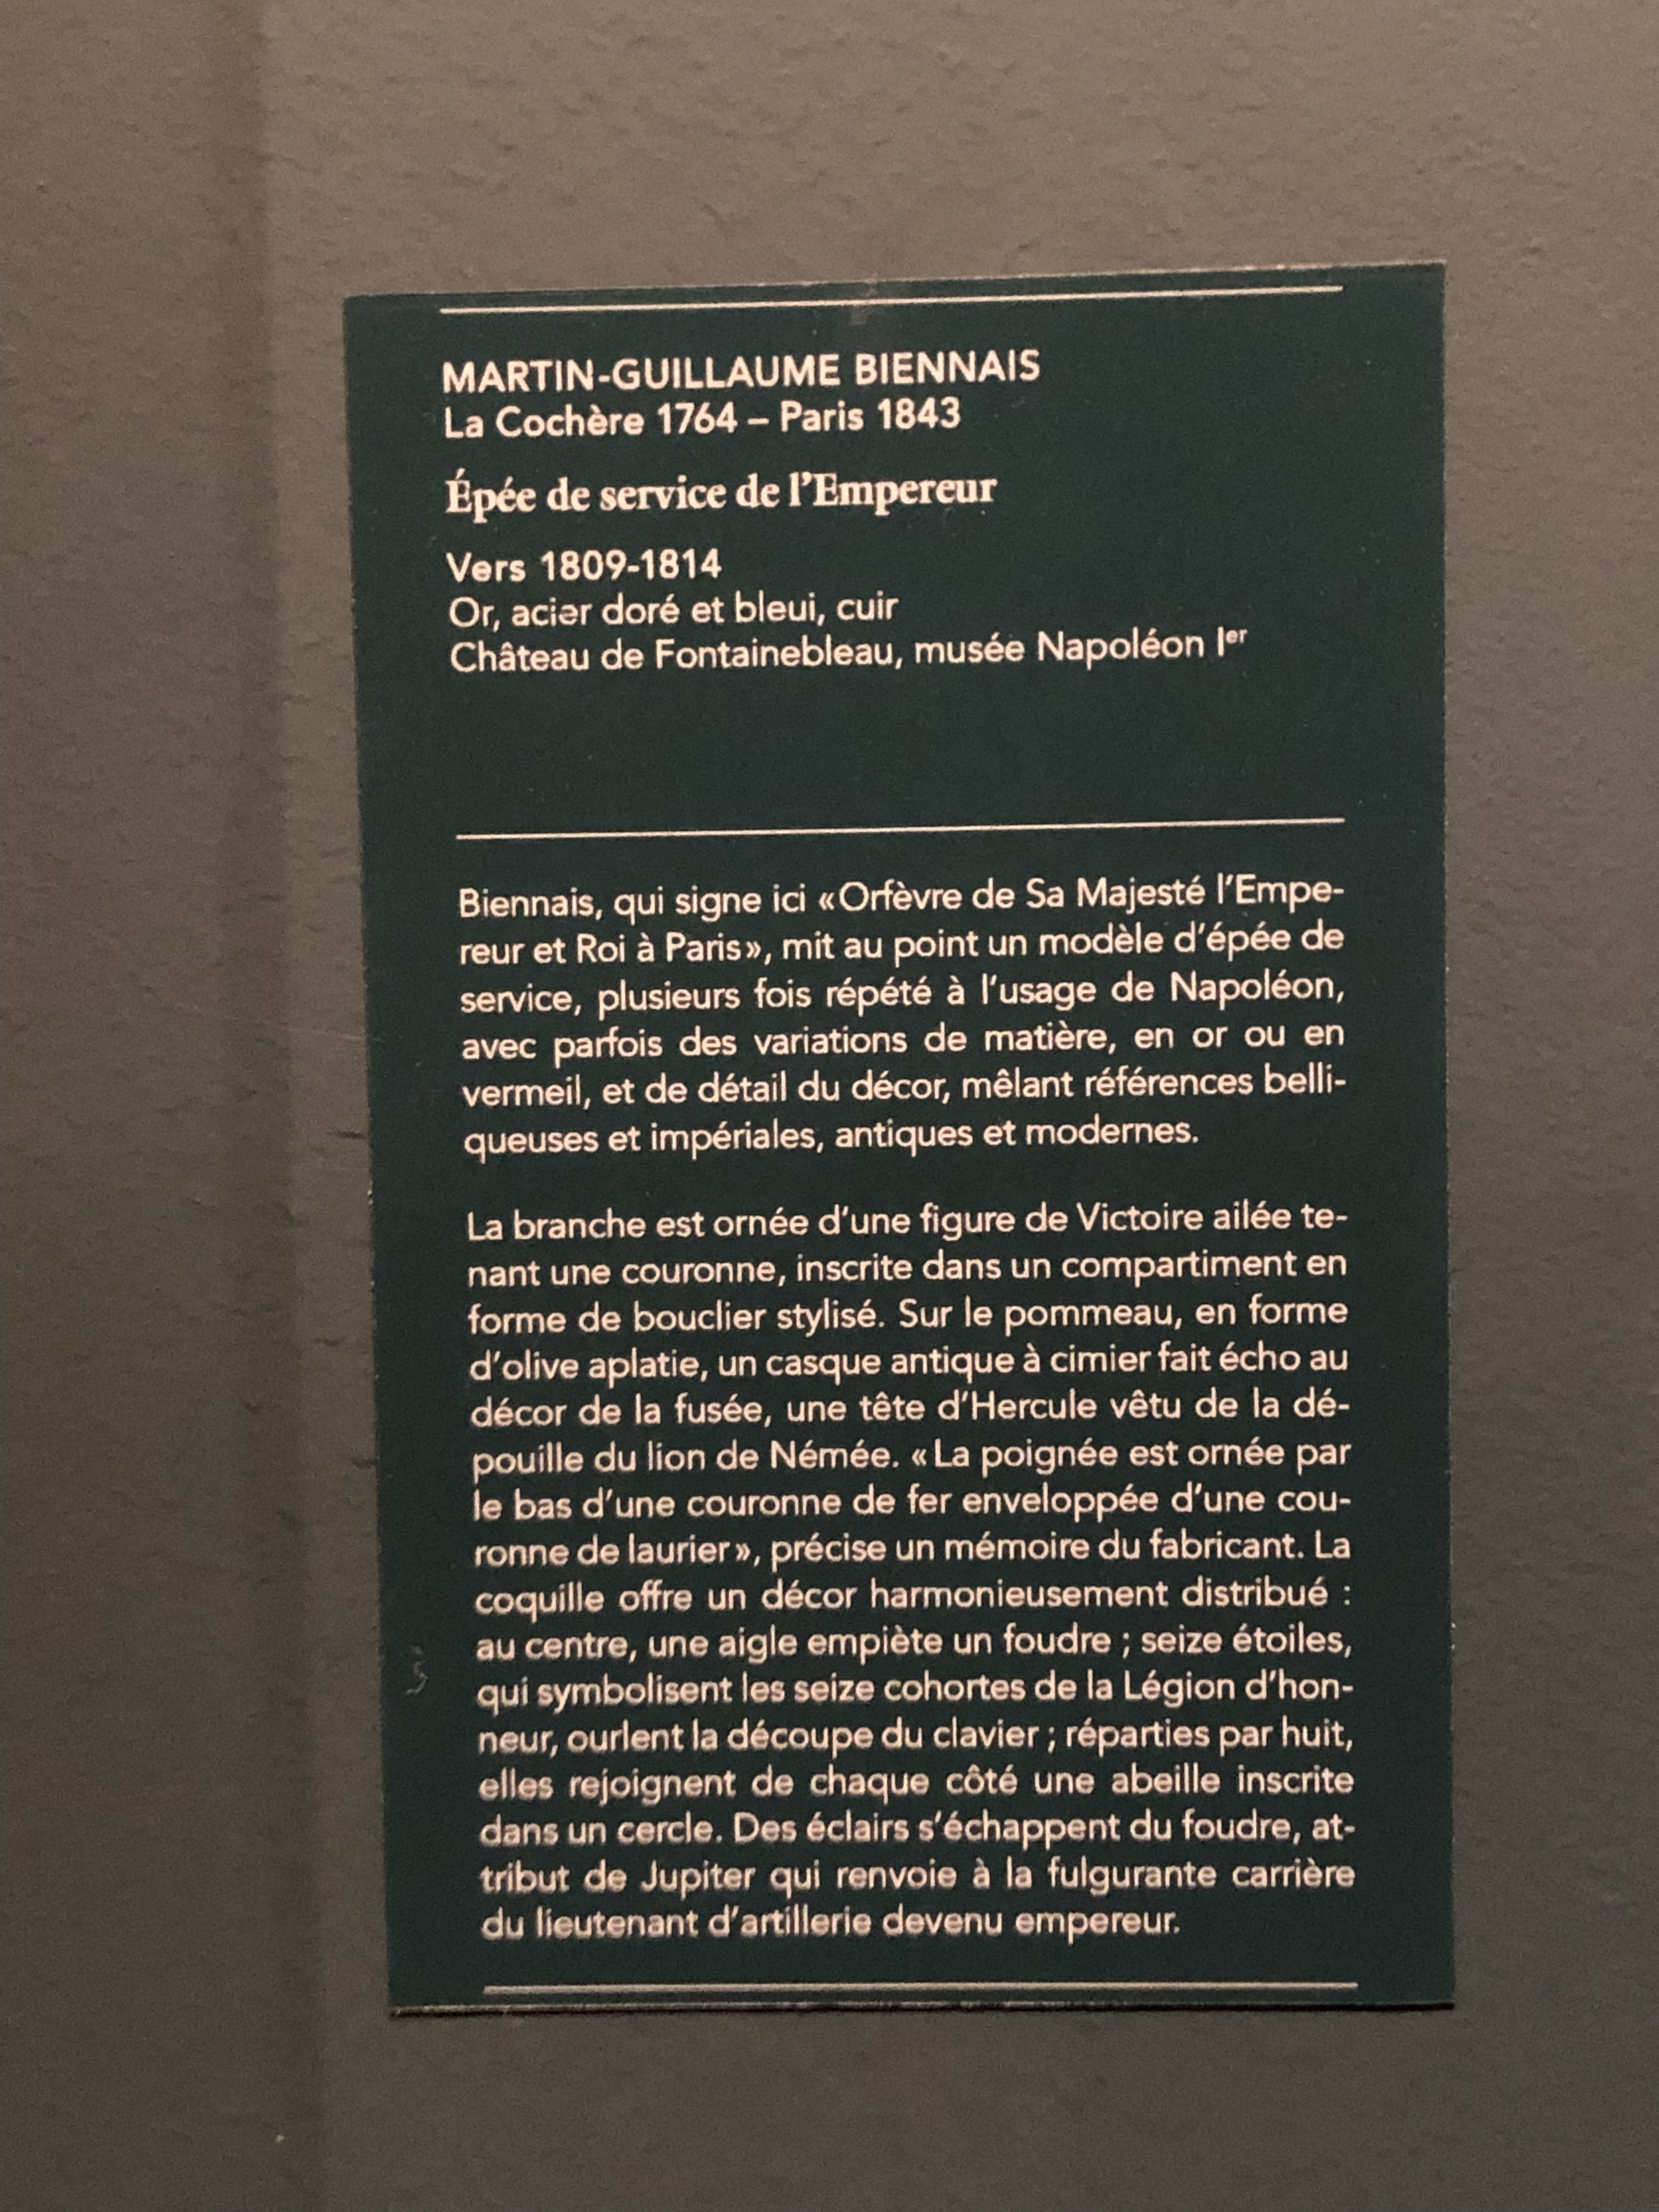 MARTIN-GUILLAUME BIENNAIS
La Cochère 1764 – Paris 1843
Épée de service de l'Empereur
Vers 1809-1814
Or, acier doré et bleui, cuir
Château de Fontainebleau, musée Napoléon Ier
Biennais, qui signe ici «Orfèvre de Sa Majesté l'Empe-
reur et Roi à Paris», mit au point un modèle d'épée de
service, plusieurs fois répété à l'usage de Napoléon,
avec parfois des variations de matière, en or ou en
vermeil, et de détail du décor, mêlant références belli-
queuses et impériales, antiques et modernes.
La branche est ornée d'une figure de Victoire ailée te-
nant une couronne, inscrite dans un compartiment en
forme de bouclier stylisé. Sur le pommeau, en forme
d'olive aplatie, un casque antique à cimier fait écho au
décor de la fusée, une tête d'Hercule vêtu de la dé-
pouille du lion de Némée. «La poignée est ornée par
le bas d'une couronne de fer enveloppée d'une cou-
ronne de laurier», précise un mémoire du fabricant. La
coquille offre un décor harmonieusement distribué :
au centre, une aigle empiète un foudre ; seize étoiles,
qui symbolisent les seize cohortes de la Légion d'hon-
neur, ourlent la découpe du clavier ; réparties par huit,
elles rejoignent de chaque côté une abeille inscrite
dans un cercle. Des éclairs s'échappent du foudre, at-
tribut de Jupiter qui renvoie à la fulgurante carrière
du lieutenant d'artillerie devenu empereur.